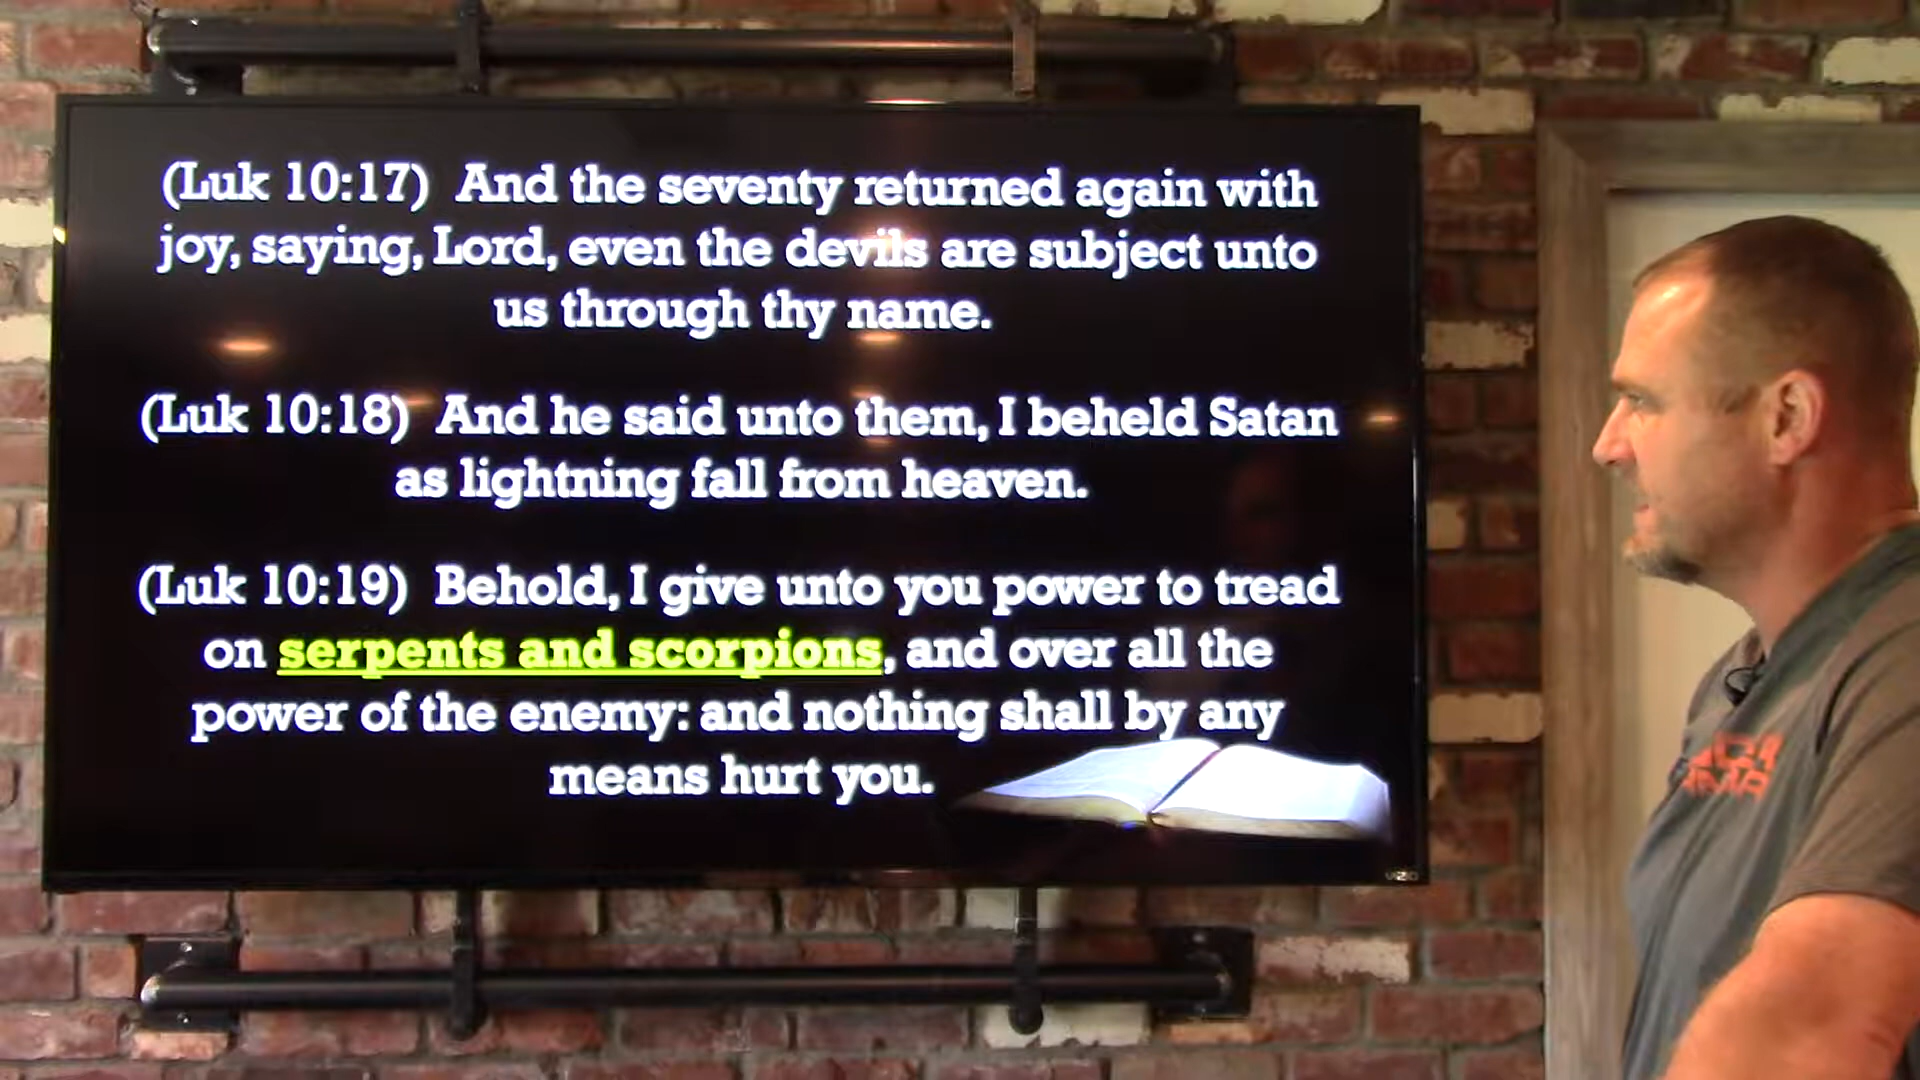 (Luk 10:17) And the seventy returned again with
joy, saying, Lord, even the devils are subject unto
us through thy name.
(Luk 10:18) And he said unto them, I beheld Satan
as lightning fall from heaven.
(Luk 10:19) Behold, I give unto you power to tread
on serpents and scorpions, and over all the
power of the enemy: and nothing shall by any
means hurt you.
VIZIO